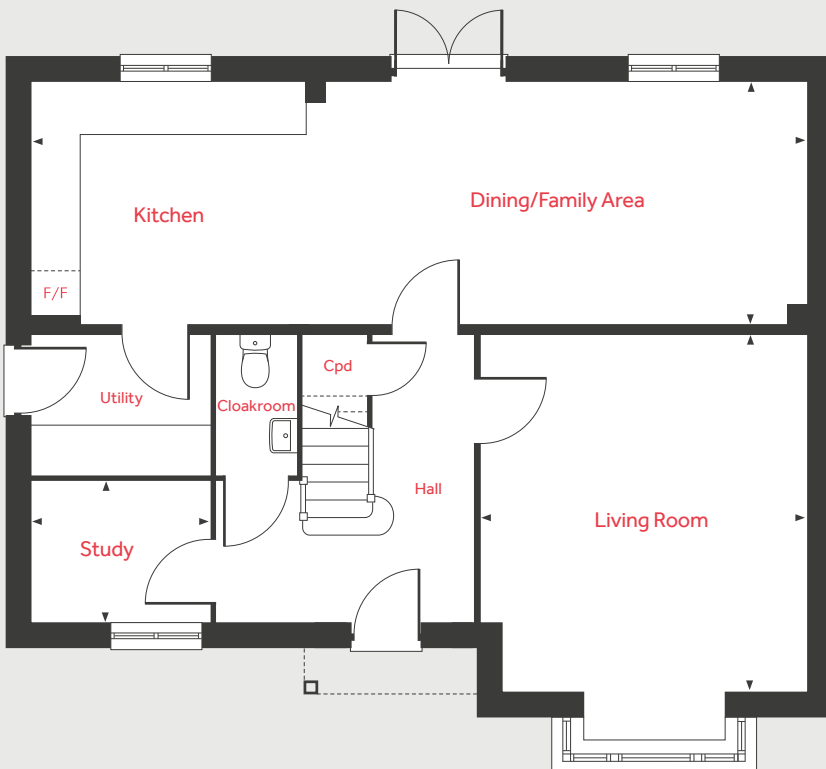 Kitchen
Dining/Family Area
F/F
Utility
Cloakroom
Cpd
Hall
Study
Living Room